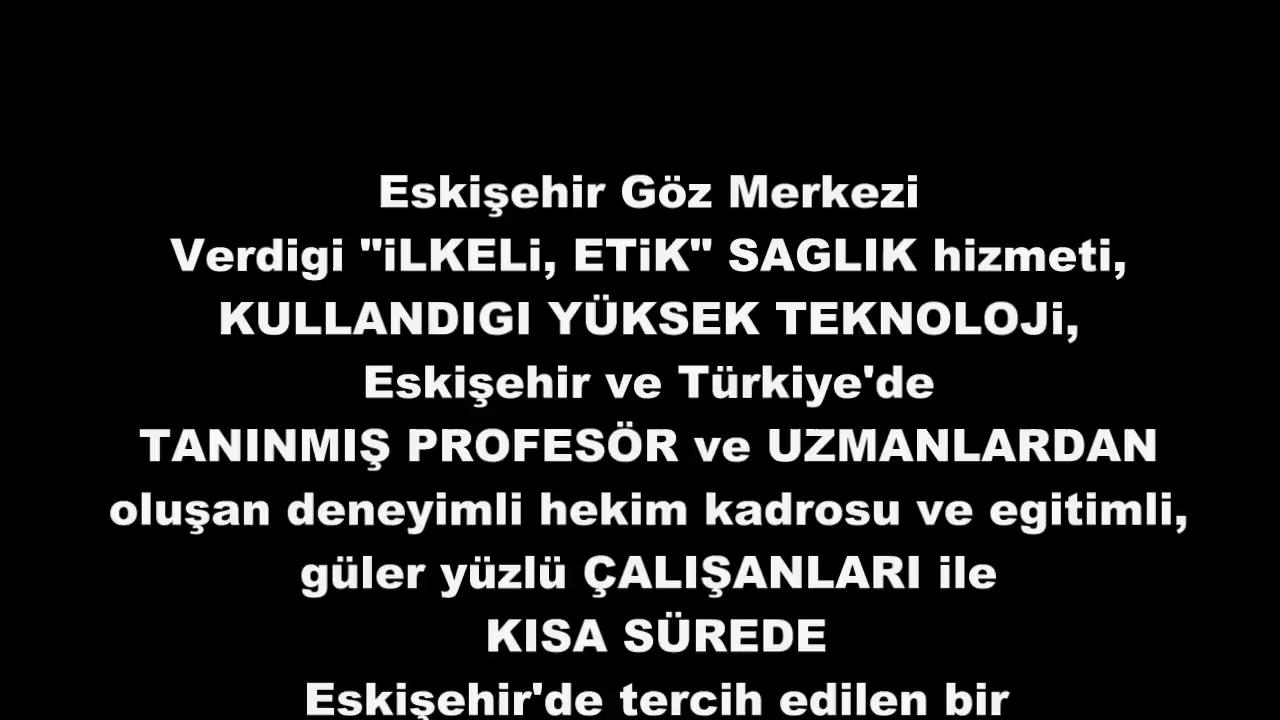 Eskişehir Göz Merkezi
Verdigi "iLKELi, ETiK" SAGLIK hizmeti,
KULLANDIGI YÜKSEK TEKNOLOJi,
Eskişehir ve Türkiye'de
TANINMIŞ PROFESÖR ve UZMANLARDAN
oluşan deneyimli hekim kadrosu ve egitimli,
güler yüzlü ÇALIŞANLARI ile
KISA SÜREDE
Eskişehir'de tercih edilen bir